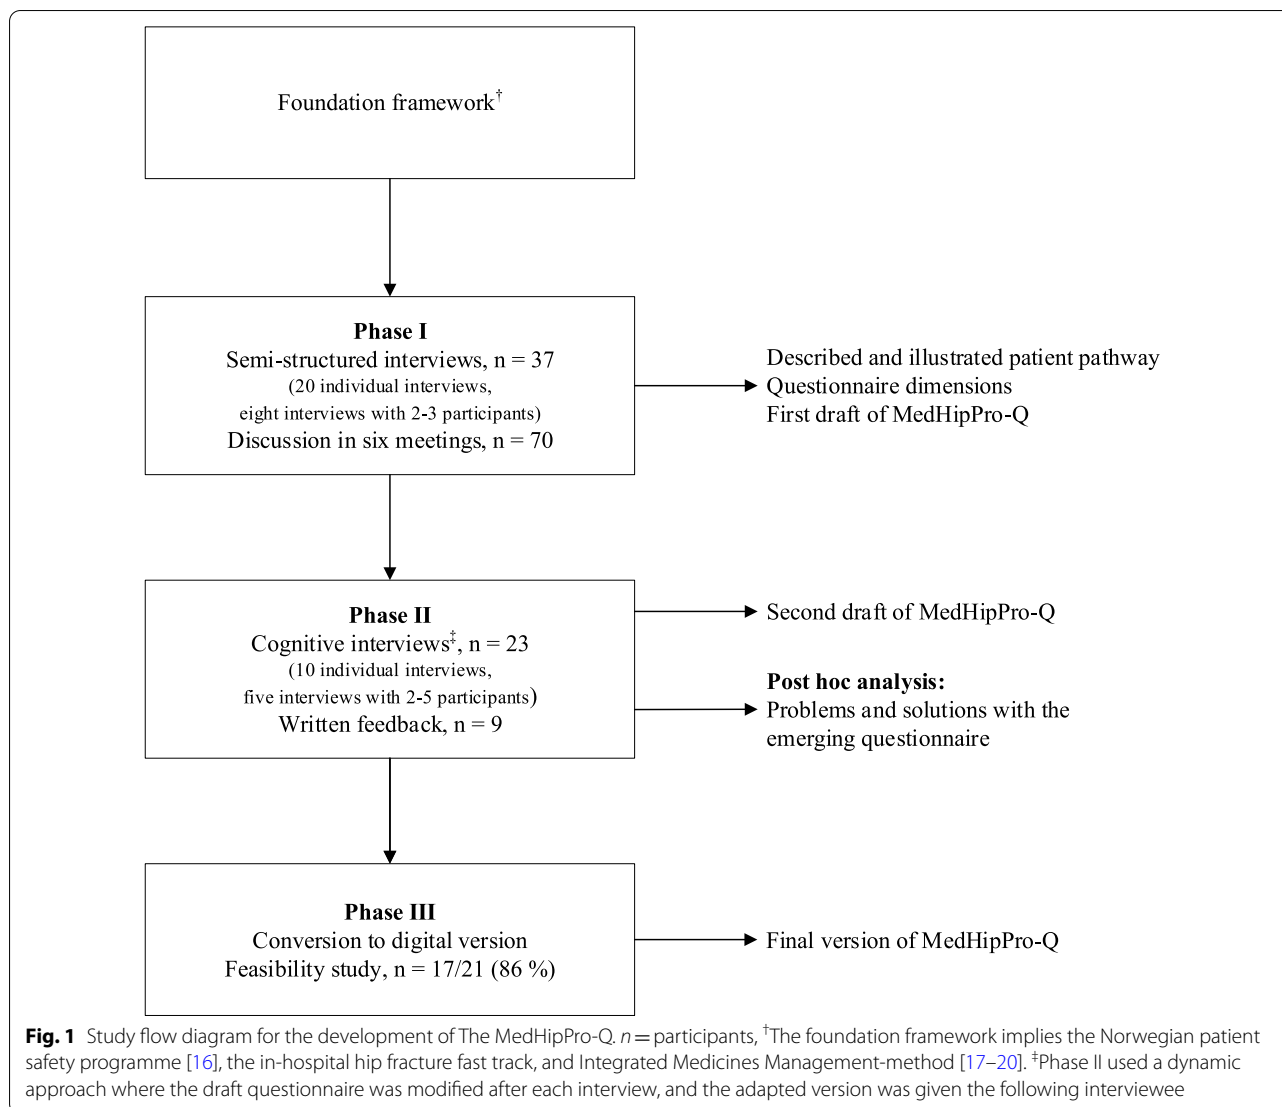 Foundation framework†
Phase I
Semi-structured interviews, n = 37
(20 individual interviews,
eight interviews with 2-3 participants)
Discussion in six meetings, n = 70
Described and illustrated patient pathway
Questionnaire dimensions
First draft of MedHipPro-Q
Phase II
Cognitive interviews‡, n = 23
(10 individual interviews,
five interviews with 2-5 participants)
Written feedback, n = 9
Second draft of MedHipPro-Q
Post hoc analysis:
Problems and solutions with the
emerging questionnaire
Phase III
Conversion to digital version
Feasibility study, n = 17/21 (86 %)
Final version of MedHipPro-Q
Fig. 1 Study flow diagram for the development of The MedHipPro-Q. n = participants, †The foundation framework implies the Norwegian patient
safety programme [16], the in-hospital hip fracture fast track, and Integrated Medicines Management-method [17–20]. ‡Phase II used a dynamic
approach where the draft questionnaire was modified after each interview, and the adapted version was given the following interviewee